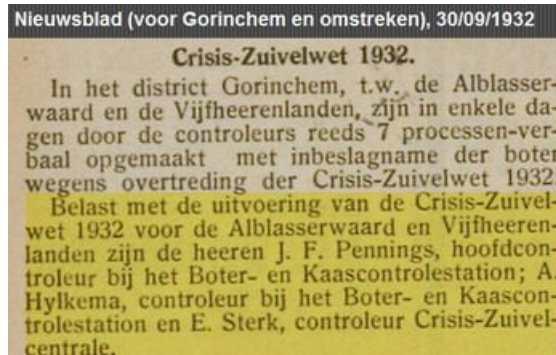 Nieuwsblad (voor Gorinchem en omstreken), 30/09/1932
Crisis-Zuivelwet 1932.
In het district Gorinchem, t.w. de Alblasser-
waard en de Vijfheerenlanden, zijn in enkele da-
gen door de controleurs reeds 7 processen-ver-
baal opgemaakt met inbeslagname der boter
wegens overtreding der Crisis-Zuivelwet 1932
Belast met de uitvoering van de Crisis-Zuivel-
wet 1932 voor de Alblasserwaard en Vijfheeren-
landen zijn de heeren J. F. Pennings, hoofdcon-
troleur bij het Boter- en Kaascontrolestation; A
Hylkema, controleur bij het Boter- en Kaascon-
trolestation en E. Sterk, controleur Crisis-Zuivel-
centrale.